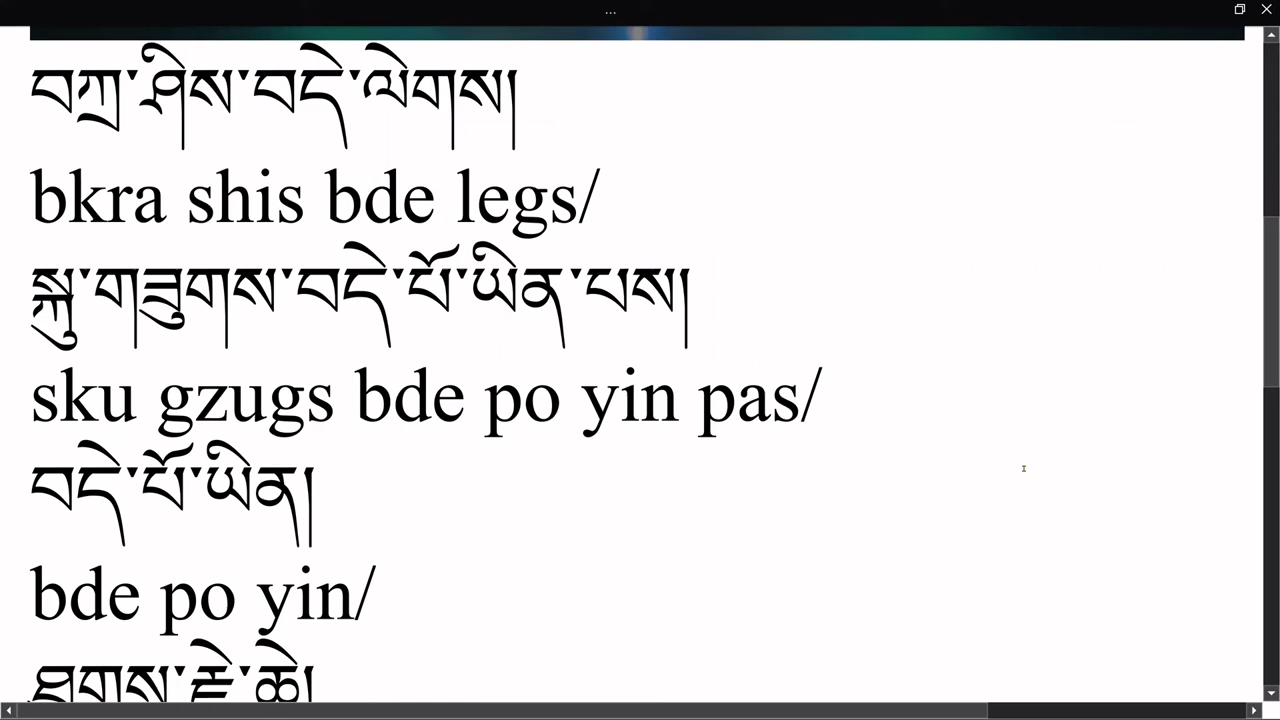 ...
བཀྲ་ཤིས་བདེ་ལེགས།
bkra shis bde legs/
སྐུ་གཟུགས་བདེ་པོ་ཡིན་པས།
sku gzugs bde po yin pas/
བདེ་པོ་ཡིན།
bde po yin/
ཐུགས་རྗེ་ཆེ།